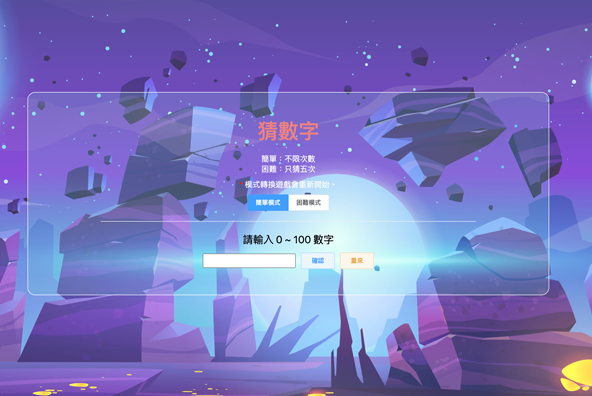 猜數字
簡單：不限次數
困難：只猜五次
模式轉換遊戲會重新開始。
簡單模式 困難模式
請輸入 0 ~ 100 數字
確認 重來